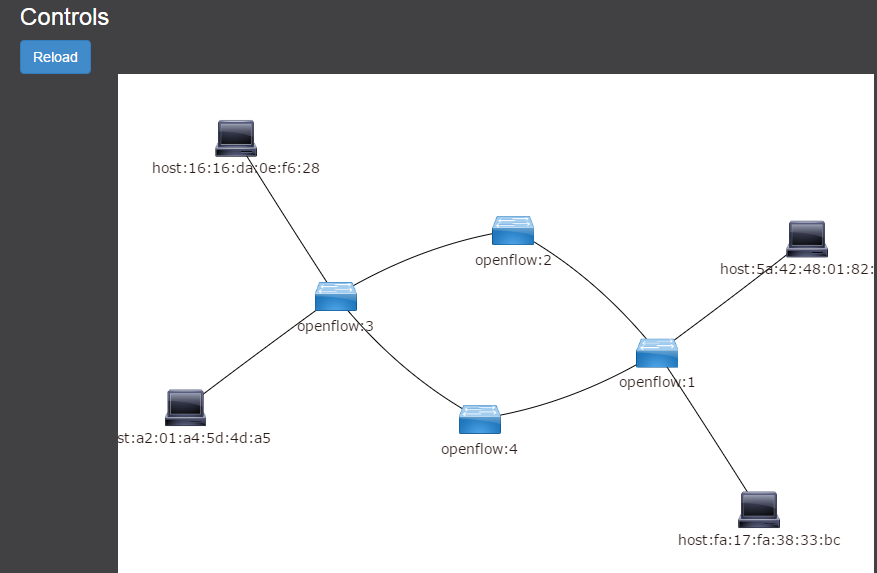 Controls
Reload
host:16:16:da:0e:f6:28
openflow:2
host:5a:42:48:01:82:
openflow:3
openflow:1
st:a2:01:a4:5d:4d:a5
openflow:4
host:fa:17:fa:38:33:bc